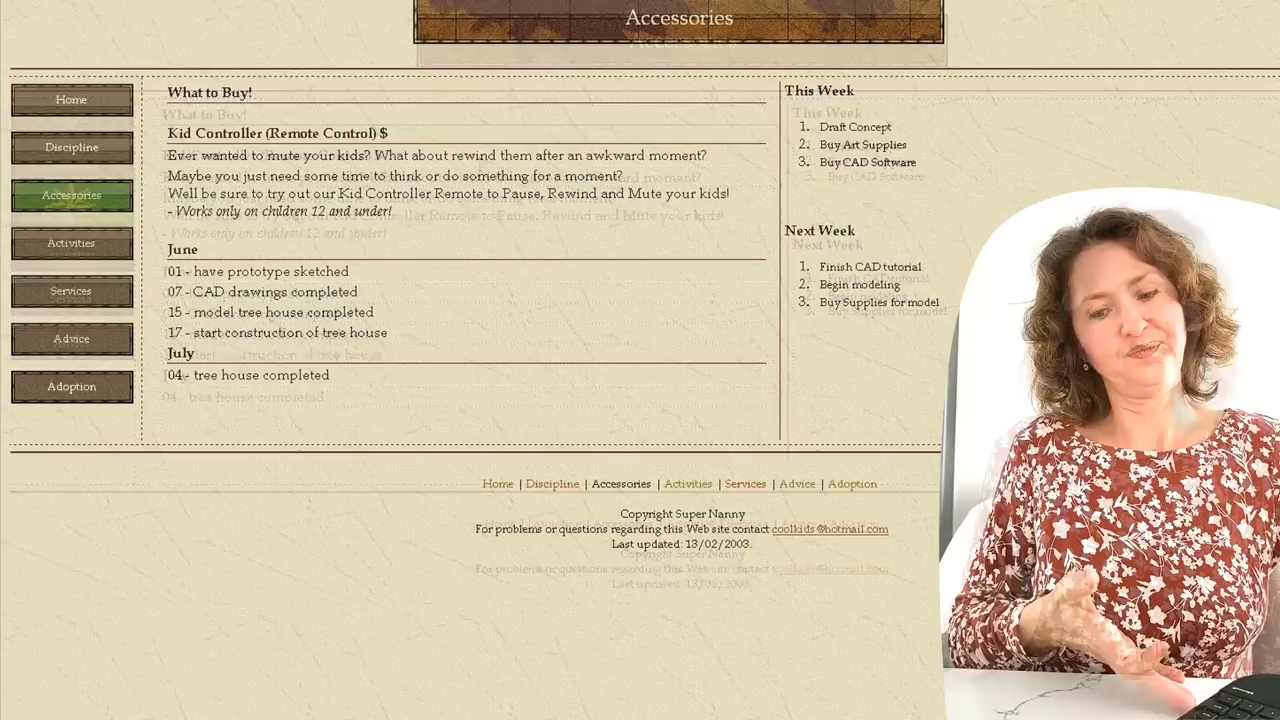 Accessories
Home
Discipline
Accessories
Activities
Services
Advice
Adoption
What to Buy!
Kid Controller (Remote Control) $
Ever wanted to mute your kids? What about rewind them after an awkward moment?
Maybe you just need some time to think or do something for a moment?
Well be sure to try out our Kid Controller Remote to Pause, Rewind and Mute your kids!
- Works only on children 12 and under!
June
01 - have prototype sketched
07 - CAD drawings completed
15 - model tree house completed
17 - start construction of tree house
July
04 - tree house completed
This Week
1. Draft Concept
2. Buy Art Supplies
3. Buy CAD Software
Next Week
1. Finish CAD tutorial
2. Begin modeling
3. Buy Supplies for model
Home | Discipline | Accessories | Activities | Services | Advice | Adoption
Copyright Super Nanny
For problems or questions regarding this Web site contact coolkids@hotmail.com
Last updated: 13/02/2003.